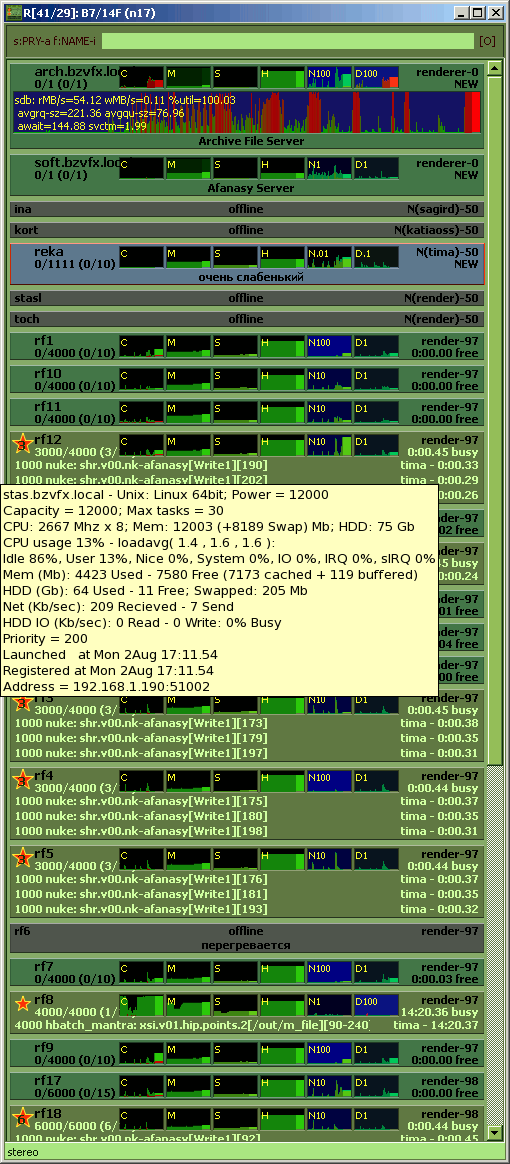 R[41/29]: B7/14F (n17)
s:PRY-a f:NAME-i [O]
arch.bzvfx.lo C M S H N100 D100 renderer-0
0/1 (0/1) NEW
sdb: rMB/s=54.12 wMB/s=0.11 %util=100.03
avgrq-sz=221.36 avgqu-sz=76.96
await=144.88 svctm=1.99
Archive File Server
soft.bzvfx.lo C M S H N1 D1 renderer-0
0/1 (0/1) NEW
Afanasy Server
ina offline N(sagird)-50
kort offline N(katiaoss)-50
reka C M S H N.01 D.1 N(tima)-50
0/1111 (0/10) NEW
очень слабенький
stasl offline N(render)-50
toch offline N(render)-50
rf1 C M S H N100 D1 render-97
0/4000 (0/10) 0:00.00 free
rf10 C M S H N10 D1 render-97
0/4000 (0/10) 0:00.00 free
rf11 C M S H N10 D1 render-97
0/4000 (0/10) 0:00.00 free
3 rf12 C M S H N10 D1 render-97
3000/4000 (3/ 0:00.45 busy
1000 nuke: shr.v00.nk-afanasy[Write1][190] tima - 0:00.33
1000 nuke: shr.v00.nk-afanasy[Write1][202] tima - 0:00.29
0:00.26
stas.bzvfx.local - Unix: Linux 64bit; Power = 12000
Capacity = 12000; Max tasks = 30
CPU: 2667 Mhz x 8; Mem: 12003 (+8189 Swap) Mb; HDD: 75 Gb
CPU usage 13% - loadavg( 1.4 , 1.6 , 1.6 ):
Idle 86%, User 13%, Nice 0%, System 0%, IO 0%, IRQ 0%, sIRQ 0%
Mem (Mb): 4423 Used - 7580 Free (7173 cached + 119 buffered)
HDD (Gb): 64 Used - 11 Free; Swapped: 205 Mb
Net (Kb/sec): 209 Recieved - 7 Send
HDD IO (Kb/sec): 0 Read - 0 Write: 0% Busy
Priority = 200
Launched at Mon 2Aug 17:11.54
Registered at Mon 2Aug 17:11.54
Address = 192.168.1.190:51002
3000/4000 (3/ 0:00.45 busy
1000 nuke: shr.v00.nk-afanasy[Write1][173] tima - 0:00.38
1000 nuke: shr.v00.nk-afanasy[Write1][179] tima - 0:00.35
1000 nuke: shr.v00.nk-afanasy[Write1][197] tima - 0:00.31
3 rf4 C M S H N100 D1 render-97
3000/4000 (3/ 0:00.44 busy
1000 nuke: shr.v00.nk-afanasy[Write1][175] tima - 0:00.37
1000 nuke: shr.v00.nk-afanasy[Write1][180] tima - 0:00.35
1000 nuke: shr.v00.nk-afanasy[Write1][198] tima - 0:00.31
3 rf5 C M S H N10 D1 render-97
3000/4000 (3/ 0:00.44 busy
1000 nuke: shr.v00.nk-afanasy[Write1][176] tima - 0:00.37
1000 nuke: shr.v00.nk-afanasy[Write1][181] tima - 0:00.35
1000 nuke: shr.v00.nk-afanasy[Write1][193] tima - 0:00.32
rf6 offline render-97
перегревается
rf7 C M S H N100 D1 render-97
0/4000 (0/10) 0:00.03 free
rf8 C M S H N1 D100 render-97
4000/4000 (1/ 14:20.36 busy
4000 hbatch_mantra: xsi.v01.hip.points.2[/out/m_file][90-240] tima - 14:20.37
rf9 C M S H N100 D1 render-97
0/4000 (0/10) 0:00.00 free
rf17 C M S H N10 D1 render-98
0/6000 (0/15) 0:00.00 free
6 rf18 C M S H N100 D1 render-98
6000/6000 (6/ 0:00.44 busy
1000 nuke: shr.v00.nk-afanasy[Write1][92] tima - 0:00.45
stereo